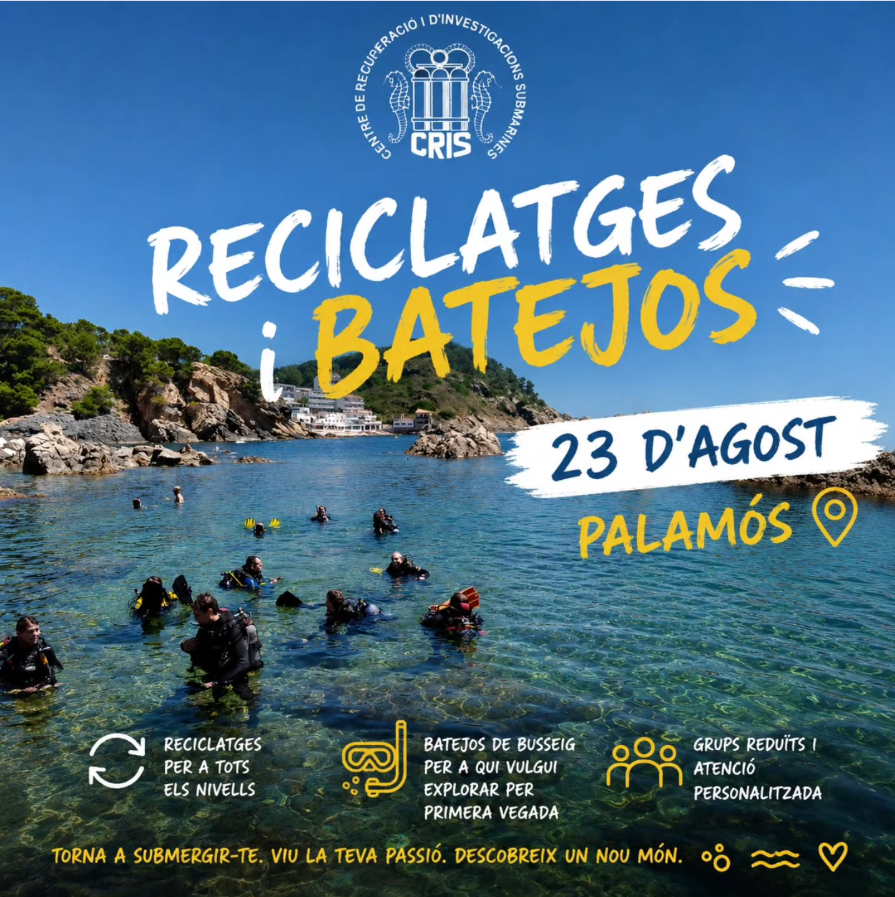 CENTRE DE RECUPERACIÓ I D'INVESTIGACIONS SUBMARINES
CRIS
RECICLATGES
i BATEJOS
23 D'AGOST
PALAMÓS
RECICLATGES
PER A TOTS
ELS NIVELLS
BATEJOS DE BUSSEIG
PER A QUI VULGUI
EXPLORAR PER
PRIMERA VEGADA
GRUPS REDUÏTS I
ATENCIÓ
PERSONALITZADA
TORNA A SUBMERGIR-TE. VIU LA TEVA PASSIÓ. DESCOBREIX UN NOU MÓN.